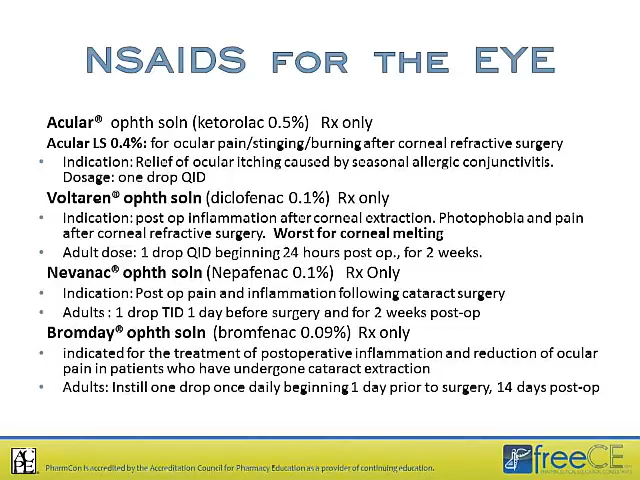 NSAIDS FOR THE EYE
Acular® ophth soln (ketorolac 0.5%) Rx only
Acular LS 0.4%: for ocular pain/stinging/burning after corneal refractive surgery
• Indication: Relief of ocular itching caused by seasonal allergic conjunctivitis.
Dosage: one drop QID
Voltaren® ophth soln (diclofenac 0.1%) Rx only
• Indication: post op inflammation after corneal extraction. Photophobia and pain
after corneal refractive surgery. Worst for corneal melting
• Adult dose: 1 drop QID beginning 24 hours post op., for 2 weeks.
Nevanac® ophth soln (Nepafenac 0.1%) Rx Only
• Indication: Post op pain and inflammation following cataract surgery
• Adults : 1 drop TID 1 day before surgery and for 2 weeks post-op
Bromday® ophth soln (bromfenac 0.09%) Rx only
• indicated for the treatment of postoperative inflammation and reduction of ocular
pain in patients who have undergone cataract extraction
• Adults: Instill one drop once daily beginning 1 day prior to surgery, 14 days post-op
ACPE
PharmCon is accredited by the Accreditation Council for Pharmacy Education as a provider of continuing education.
freeCE